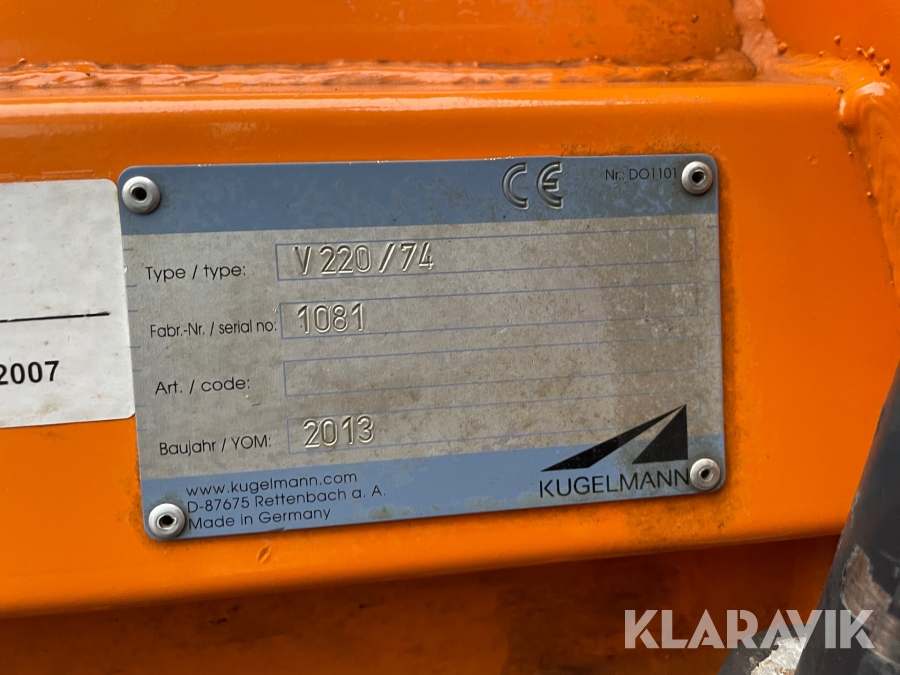 CE Nr.: DO1101
Type / type: V220/74
Fabr.-Nr. / serial no: 1081
Art. / code:
Baujahr / YOM: 2013
www.kugelmann.com
D-87675 Rettenbach a. A.
Made in Germany
KUGELMANN
2007
KLARAVIK